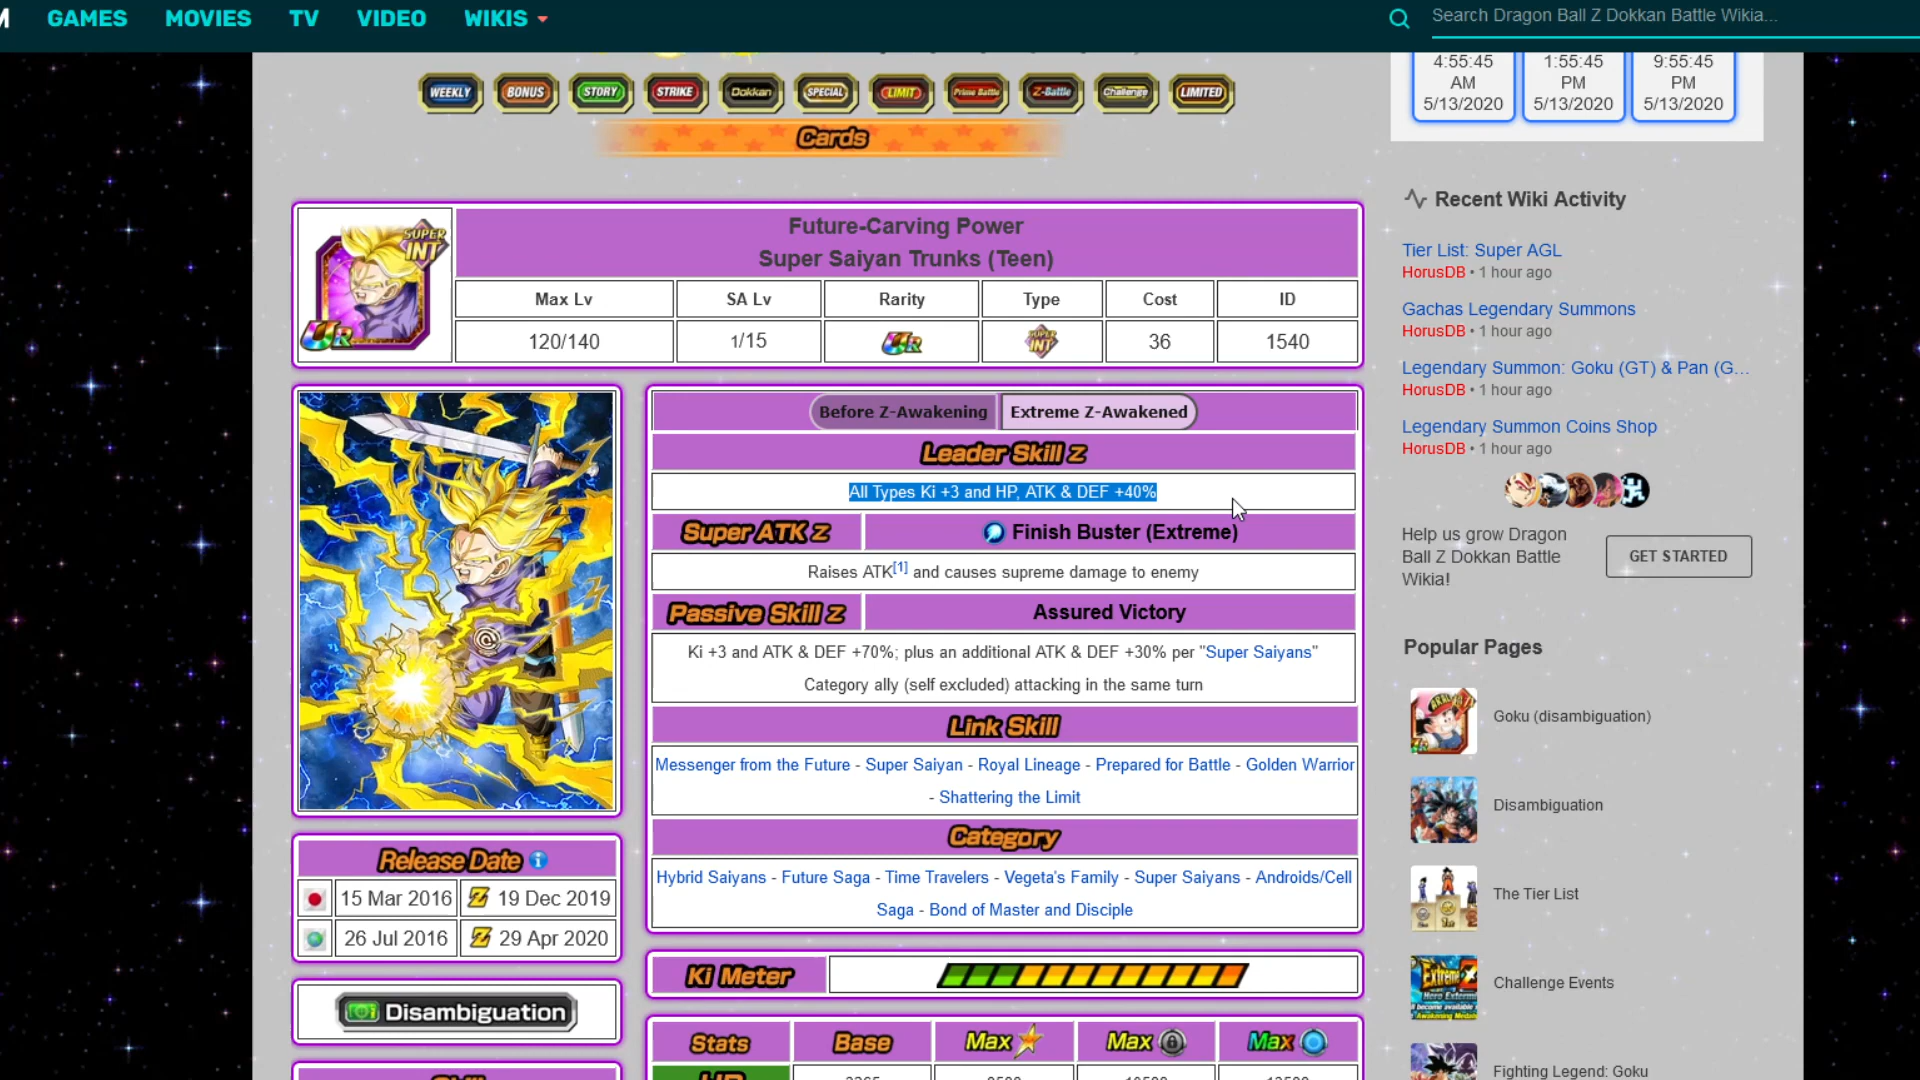 M GAMES MOVIES TV VIDEO WIKIS
Search Dragon Ball Z Dokkan Battle Wikia...
WEEKLY BONUS STORY STRIKE Dokkan SPECIAL LIMIT Prime Battle Z-Battle Challenge LIMITED
Cards
4:55:45 AM 5/13/2020
1:55:45 PM 5/13/2020
9:55:45 PM 5/13/2020
SUPER INT
UR
Future-Carving Power
Super Saiyan Trunks (Teen)
Max Lv SA Lv Rarity Type Cost ID
120/140 1/15 UR SUPER INT 36 1540
Before Z-Awakening Extreme Z-Awakened
Leader Skill Z
All Types Ki +3 and HP, ATK & DEF +40%
Super ATK Z Finish Buster (Extreme)
Raises ATK[1] and causes supreme damage to enemy
Passive Skill Z Assured Victory
Ki +3 and ATK & DEF +70%; plus an additional ATK & DEF +30% per "Super Saiyans"
Category ally (self excluded) attacking in the same turn
Link Skill
Messenger from the Future - Super Saiyan - Royal Lineage - Prepared for Battle - Golden Warrior
- Shattering the Limit
Category
Hybrid Saiyans - Future Saga - Time Travelers - Vegeta's Family - Super Saiyans - Androids/Cell
Saga - Bond of Master and Disciple
Ki Meter
Stats Base Max Max Max
Release Date
15 Mar 2016 Z 19 Dec 2019
26 Jul 2016 Z 29 Apr 2020
Disambiguation
Recent Wiki Activity
Tier List: Super AGL
HorusDB • 1 hour ago
Gachas Legendary Summons
HorusDB • 1 hour ago
Legendary Summon: Goku (GT) & Pan (G...
HorusDB • 1 hour ago
Legendary Summon Coins Shop
HorusDB • 1 hour ago
Help us grow Dragon
Ball Z Dokkan Battle
Wikia!
GET STARTED
Popular Pages
Goku (disambiguation)
Disambiguation
The Tier List
Challenge Events
Fighting Legend: Goku